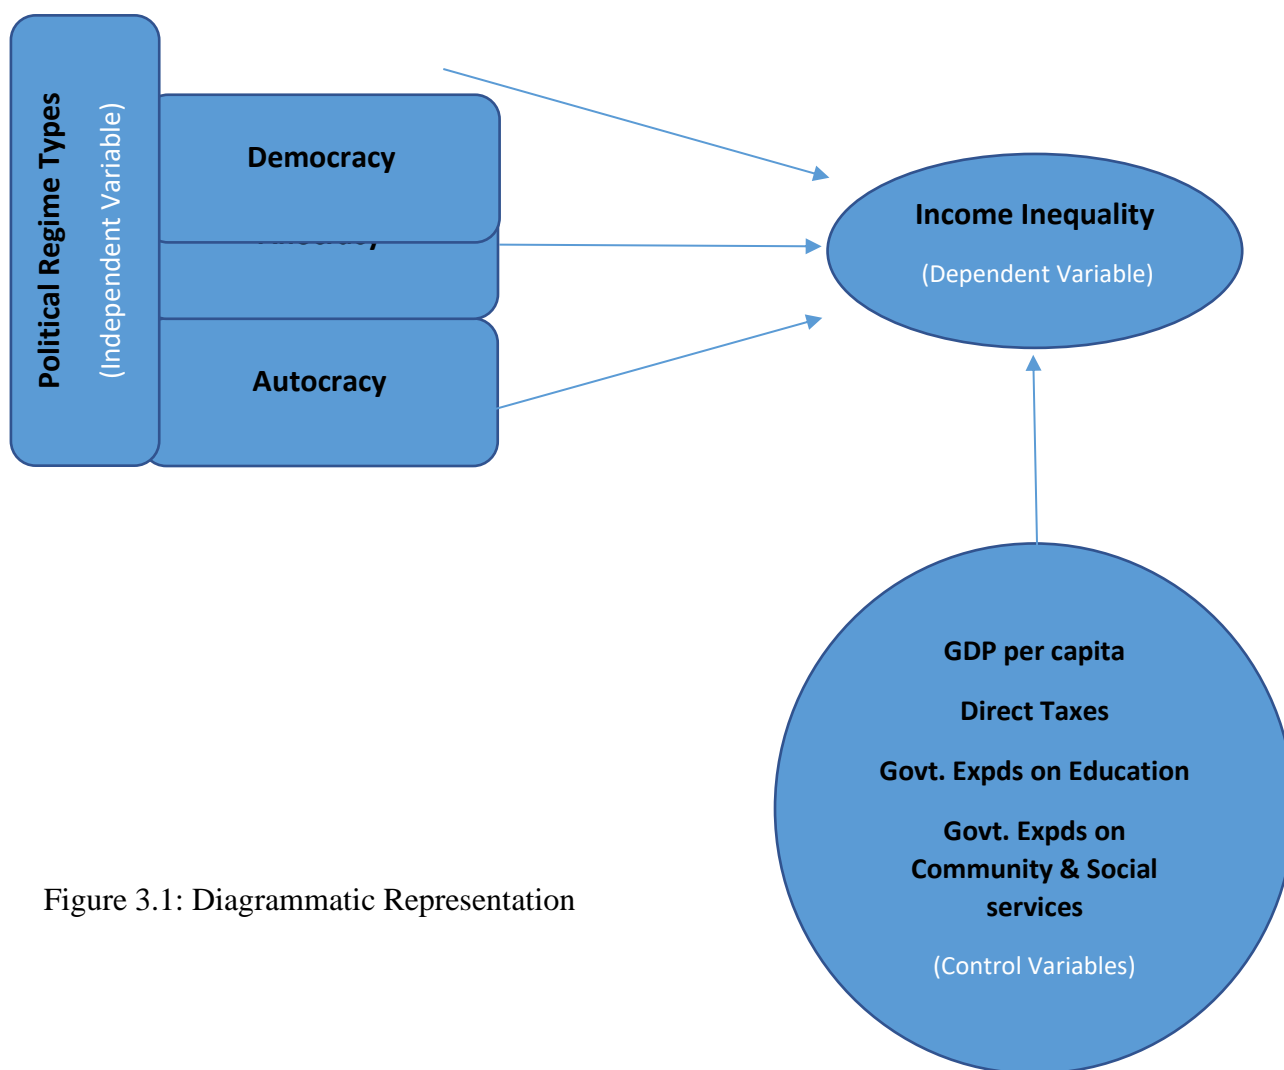 Political Regime Types
(Independent Variable)
Democracy
Autocracy
Income Inequality
(Dependent Variable)
GDP per capita
Direct Taxes
Govt. Expds on Education
Govt. Expds on
Community & Social
services
(Control Variables)
Figure 3.1: Diagrammatic Representation